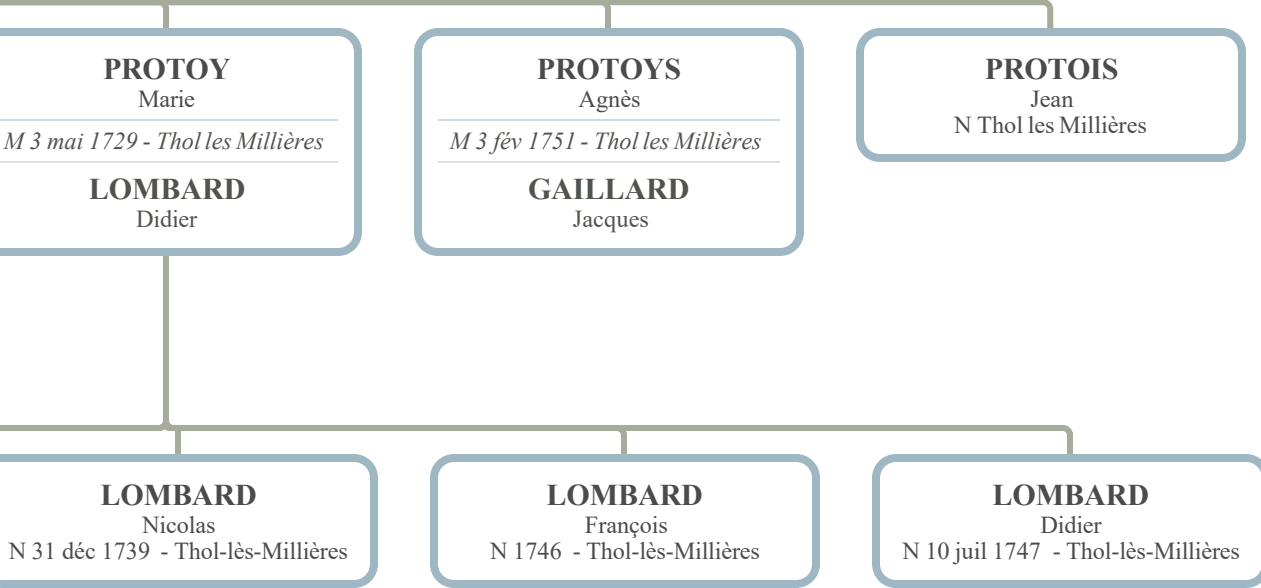 PROTOY
Marie
M 3 mai 1729 - Thol les Millières
LOMBARD
Didier
PROTOYS
Agnès
M 3 fév 1751 - Thol les Millières
GAILLARD
Jacques
PROTOIS
Jean
N Thol les Millières
LOMBARD
Nicolas
N 31 déc 1739  - Thol-lès-Millières
LOMBARD
François
N 1746  - Thol-lès-Millières
LOMBARD
Didier
N 10 juil 1747  - Thol-lès-Millières